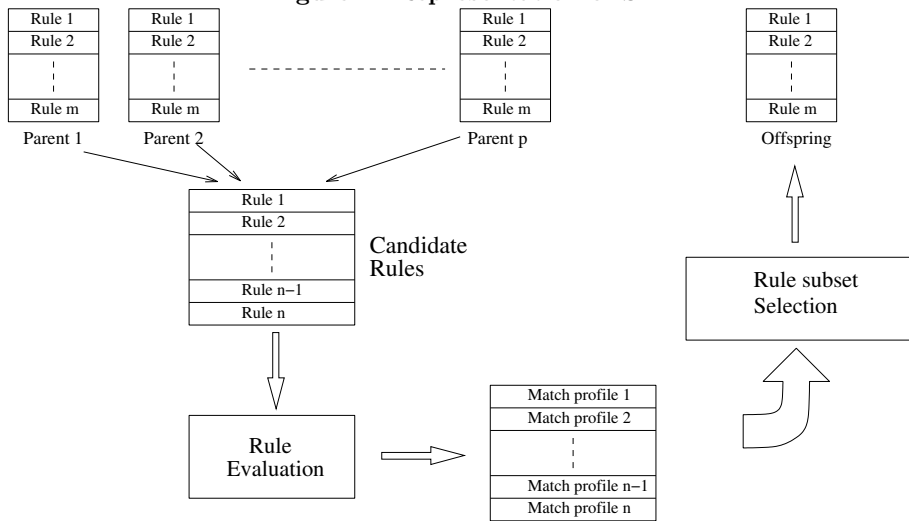 Rule 1
Rule 2
Rule m
Parent 1
Rule 1
Rule 2
Rule m
Parent 2
Rule 1
Rule 2
Rule m
Parent p
Rule 1
Rule 2
Rule m
Offspring
Rule 1
Rule 2
Rule n−1
Rule n
Candidate
Rules
Rule subset
Selection
Rule
Evaluation
Match profile 1
Match profile 2
Match profile n−1
Match profile n